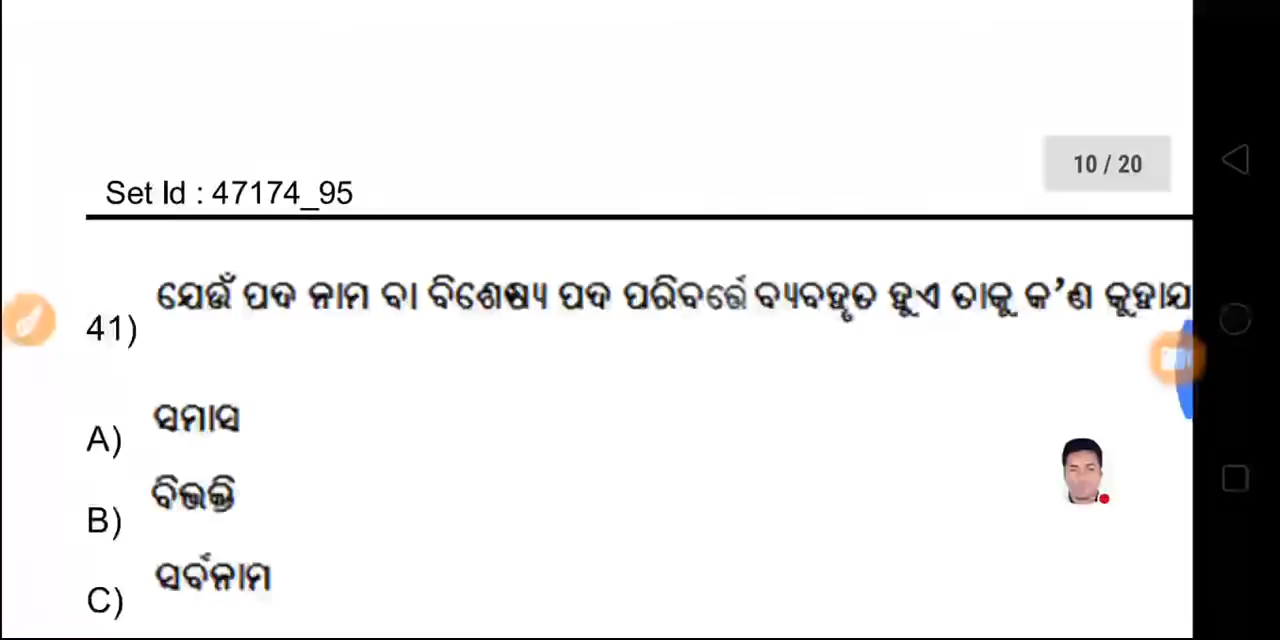 10 / 20
Set Id : 47174_95
ଯେଉଁ ପଦ ନାମ ବା ବିଶେଷ୍ୟ ପଦ ପରିବର୍ତ୍ତେ ବ୍ୟବହୃତ ହୁଏ ତାକୁ କ'ଣ କୁହାଯ
41)
A) ସମାସ
B) ବିଭକ୍ତି
C) ସର୍ବନାମ